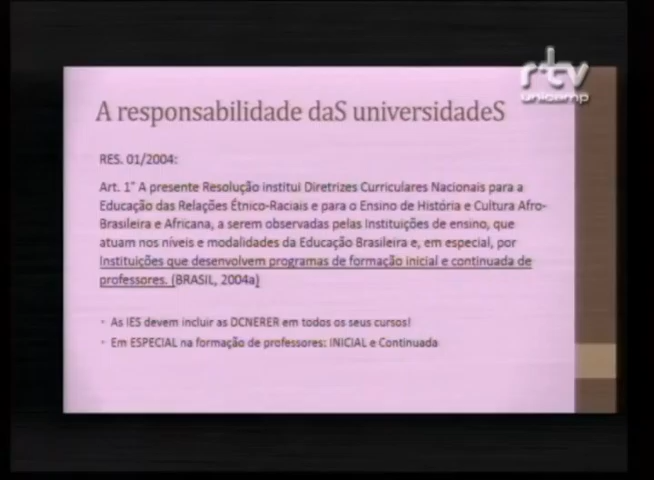 rtv
unicamp
A responsabilidade daS universidadeS
RES. 01/2004:
Art. 1° A presente Resolução institui Diretrizes Curriculares Nacionais para a
Educação das Relações Étnico-Raciais e para o Ensino de História e Cultura Afro-
Brasileira e Africana, a serem observadas pelas Instituições de ensino, que
atuam nos níveis e modalidades da Educação Brasileira e, em especial, por
Instituições que desenvolvem programas de formação inicial e continuada de
professores. (BRASIL, 2004a)
• As IES devem incluir as DCNERER em todos os seus cursos!
• Em ESPECIAL na formação de professores: INICIAL e Continuada